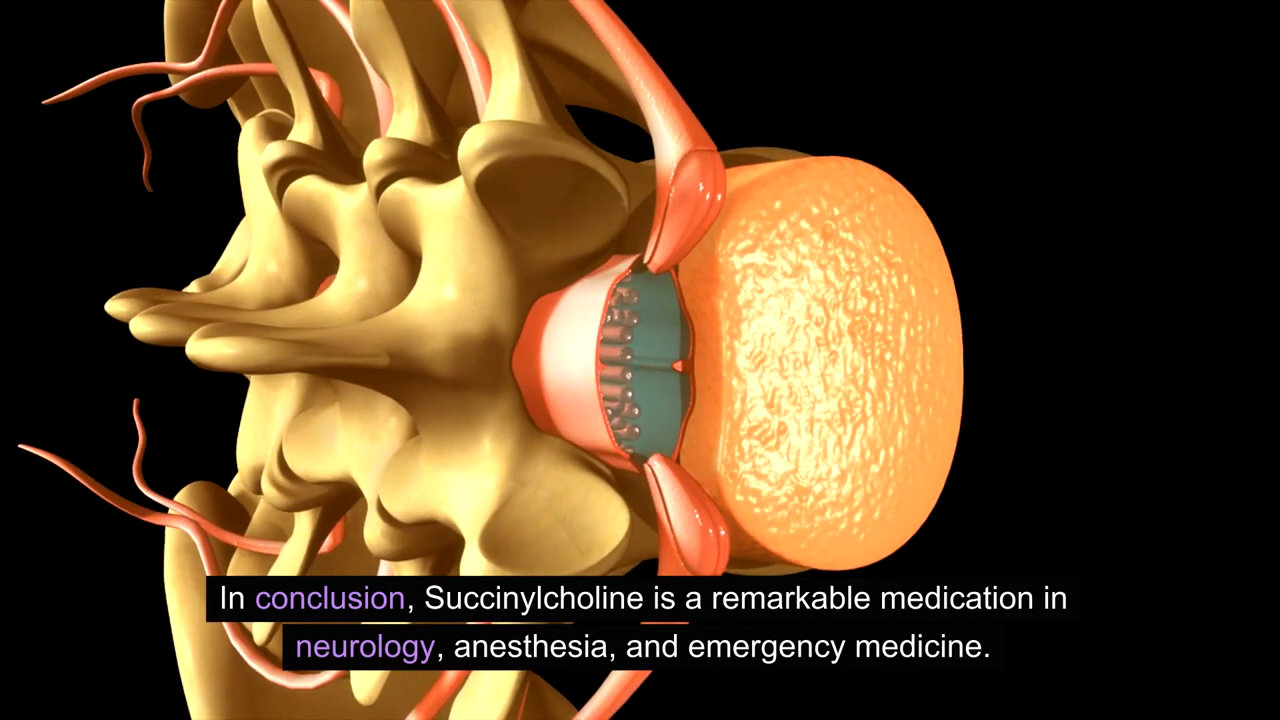 In conclusion, Succinylcholine is a remarkable medication in
neurology, anesthesia, and emergency medicine.